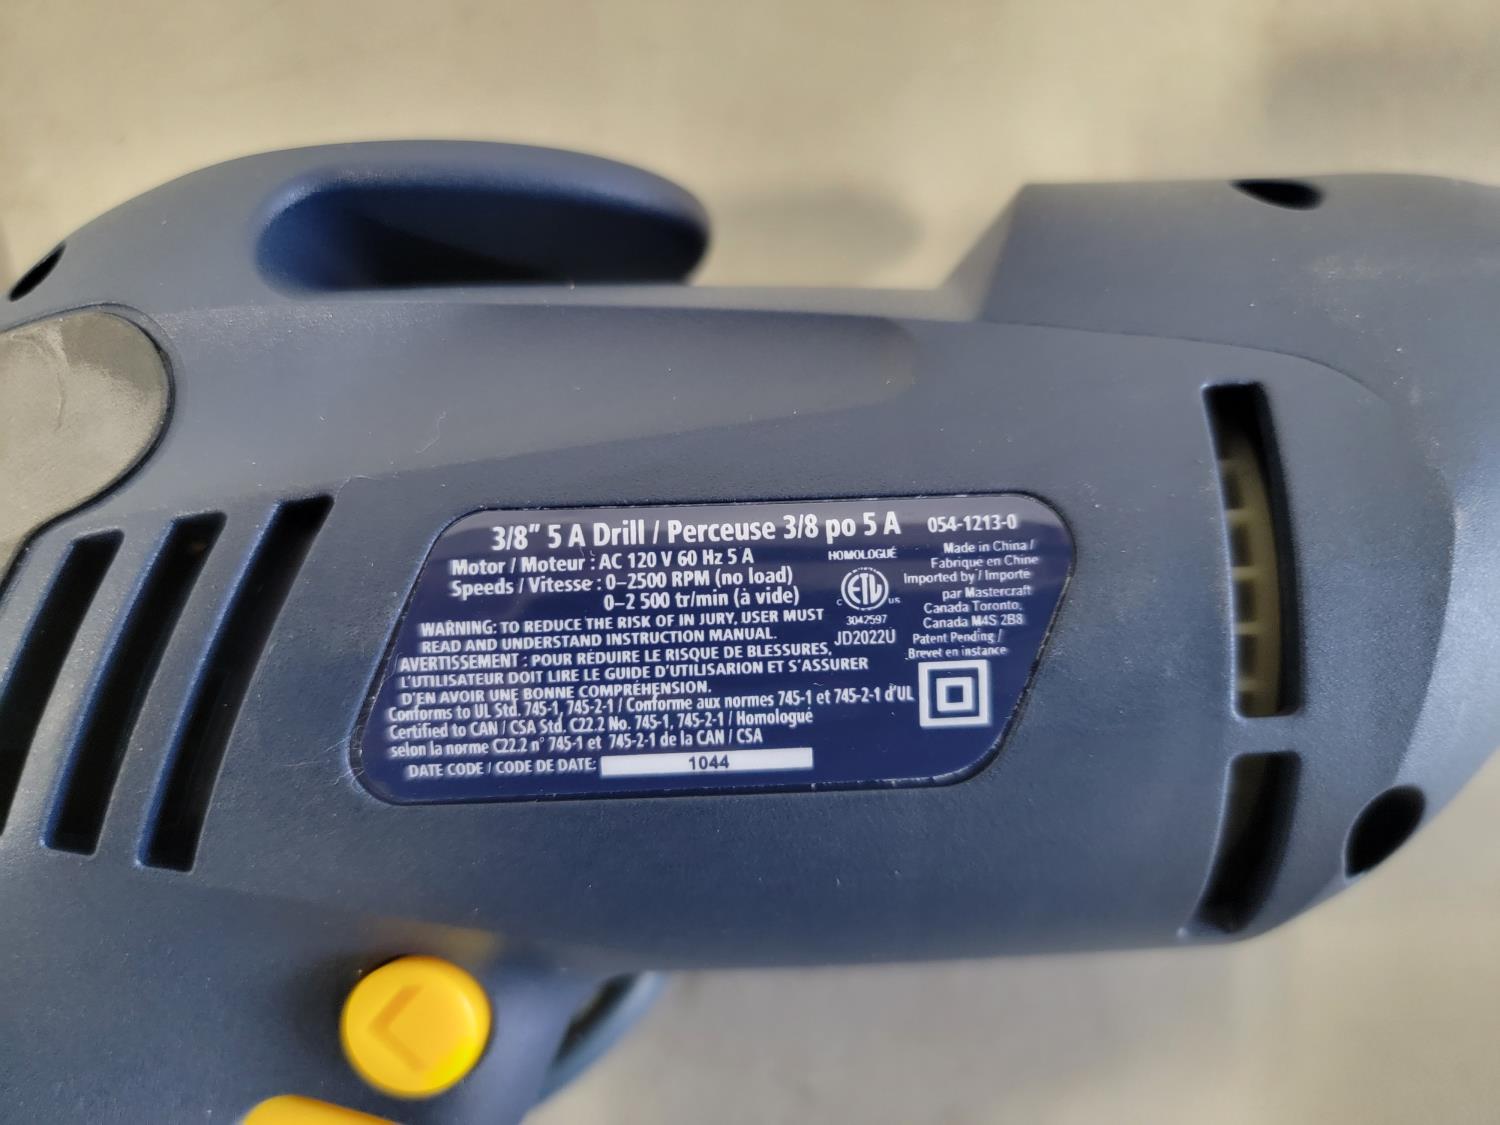 3/8" 5 A Drill / Perceuse 3/8 po 5 A
054-1213-0
Motor / Moteur : AC 120 V 60 Hz 5 A
Speeds / Vitesse : 0–2500 RPM (no load)
0–2 500 tr/min (à vide)
HOMOLOGUÉ
ETL
C US
3042597
JD2022U
Made in China /
Fabrique en Chine
Imported by / Importe
par Mastercraft
Canada Toronto,
Canada M4S 2B8
Patent Pending /
Brevet en instance
WARNING: TO REDUCE THE RISK OF IN JURY, USER MUST
READ AND UNDERSTAND INSTRUCTION MANUAL.
AVERTISSEMENT : POUR RÉDUIRE LE RISQUE DE BLESSURES,
L'UTILISATEUR DOIT LIRE LE GUIDE D'UTILISARION ET S'ASSURER
D'EN AVOIR UNE BONNE COMPRÉHENSION.
Conforms to UL Std. 745-1, 745-2-1 / Conforme aux normes 745-1 et 745-2-1 d'UL
Certified to CAN / CSA Std. C22.2 No. 745-1, 745-2-1 / Homologué
selon la norme C22.2 n° 745-1 et 745-2-1 de la CAN / CSA
DATE CODE / CODE DE DATE: 1044